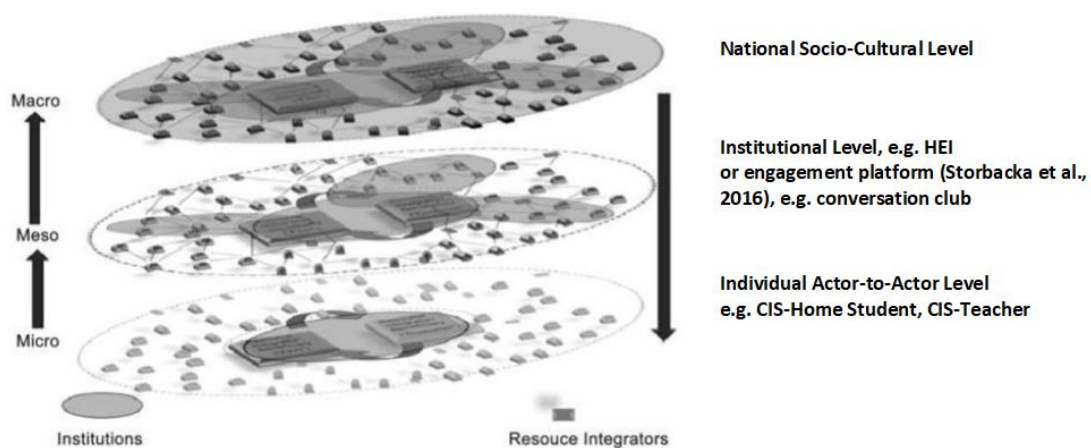 National Socio-Cultural Level
Macro
Institutional Level, e.g. HEI
or engagement platform (Storbacka et al.,
2016), e.g. conversation club
Meso
Individual Actor-to-Actor Level
e.g. CIS-Home Student, CIS-Teacher
Micro
Institutions
Resouce Integrators